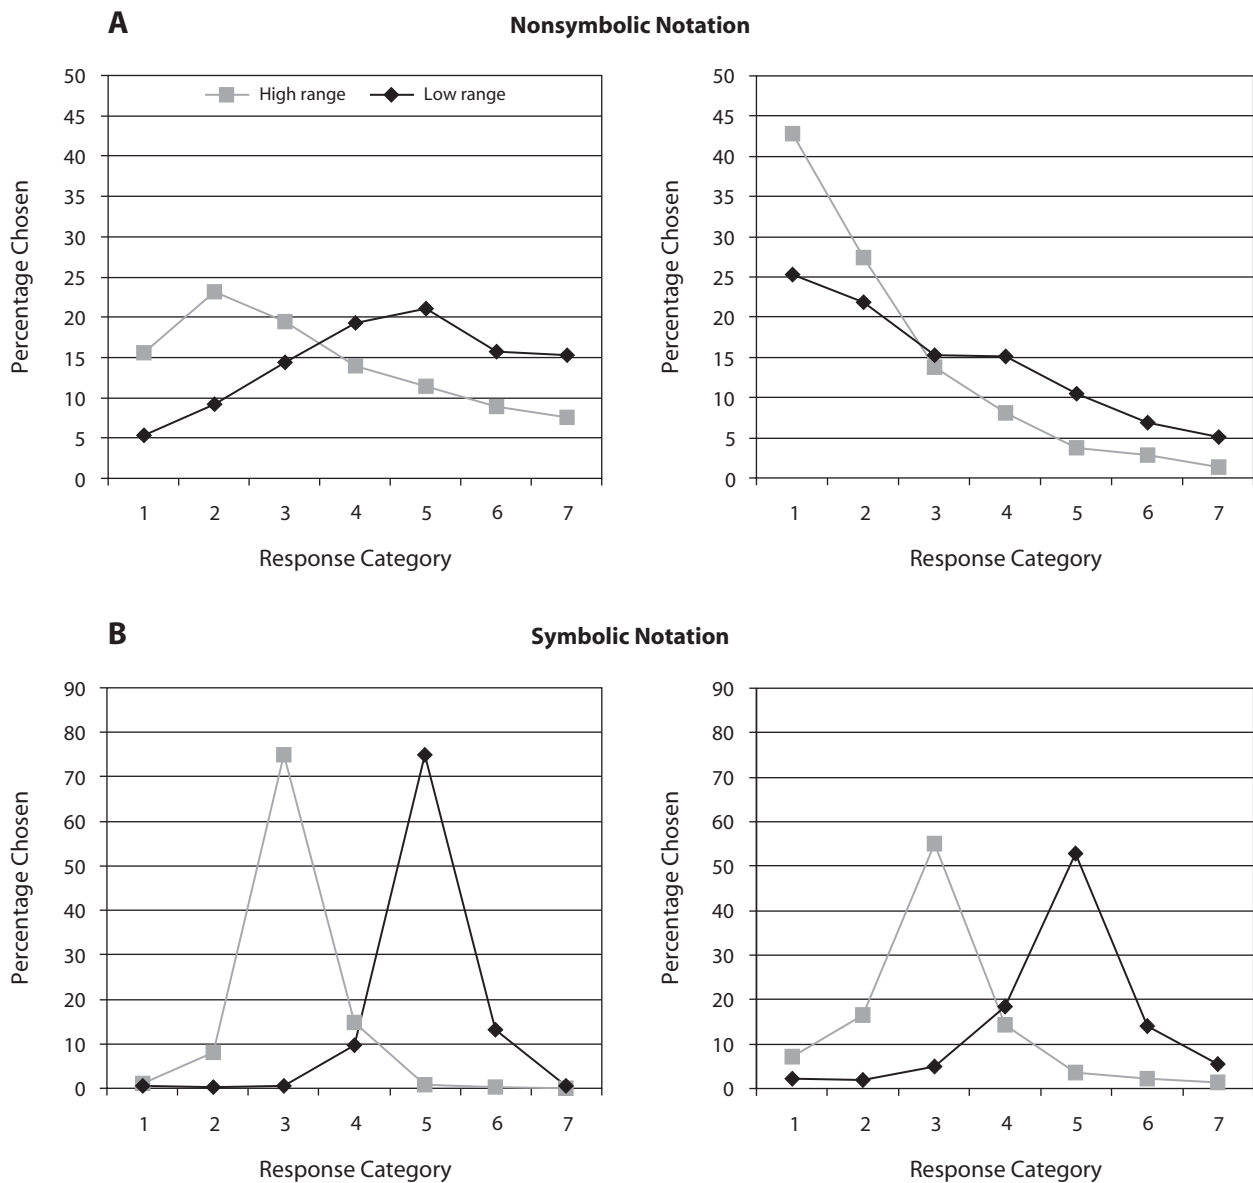 A
Nonsymbolic Notation
Percentage Chosen
50
45
40
35
30
25
20
15
10
5
0
High range
Low range
1 2 3 4 5 6 7
Response Category
Percentage Chosen
50
45
40
35
30
25
20
15
10
5
0
1 2 3 4 5 6 7
Response Category
B
Symbolic Notation
Percentage Chosen
90
80
70
60
50
40
30
20
10
0
1 2 3 4 5 6 7
Response Category
Percentage Chosen
90
80
70
60
50
40
30
20
10
0
1 2 3 4 5 6 7
Response Category